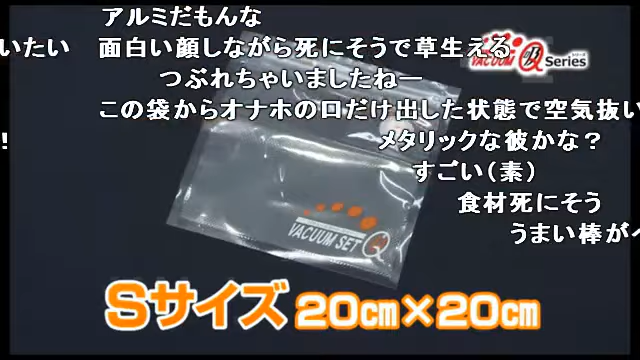 アルミだもんな
いたい
面白い顔しながら死にそうで草生える
VACUUM Q Series
つぶれちゃいましたねー
この袋からオナホの口だけ出した状態で空気抜い
！
メタリックな彼かな？
すごい（素）
食材死にそう
うまい棒が
VACUUM SET Q
Sサイズ 20㎝×20㎝